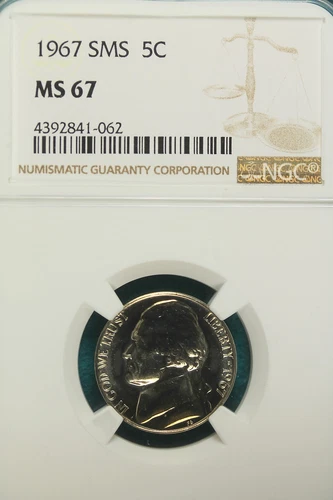 1967 SMS 5C
MS 67
4392841-062
NUMISMATIC GUARANTY CORPORATION
NGC®
IN GOD WE TRUST
LIBERTY 1967